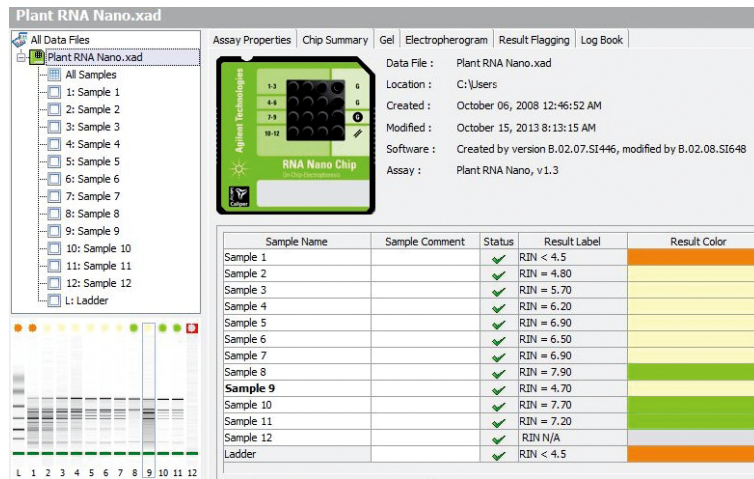 Plant RNA Nano.xad
All Data Files
Plant RNA Nano.xad
All Samples
1: Sample 1
2: Sample 2
3: Sample 3
4: Sample 4
5: Sample 5
6: Sample 6
7: Sample 7
8: Sample 8
9: Sample 9
10: Sample 10
11: Sample 11
12: Sample 12
L: Ladder
L 1 2 3 4 5 6 7 8 9 10 11 12
Assay Properties Chip Summary Gel Electropherogram Result Flagging Log Book
Agilent Technologies
1-3 G
4-6 G
7-9 G
10-12
RNA Nano Chip
On-Chip-Electrophoresis
Caliper
Data File : Plant RNA Nano.xad
Location : C:\Users
Created : October 06, 2008 12:46:52 AM
Modified : October 15, 2013 8:13:15 AM
Software : Created by version B.02.07.SI446, modified by B.02.08.SI648
Assay : Plant RNA Nano, v1.3
Sample Name Sample Comment Status Result Label Result Color
Sample 1 RIN < 4.5
Sample 2 RIN = 4.80
Sample 3 RIN = 5.70
Sample 4 RIN = 6.20
Sample 5 RIN = 6.90
Sample 6 RIN = 6.50
Sample 7 RIN = 6.90
Sample 8 RIN = 7.90
Sample 9 RIN = 4.70
Sample 10 RIN = 7.70
Sample 11 RIN = 7.20
Sample 12 RIN N/A
Ladder RIN < 4.5